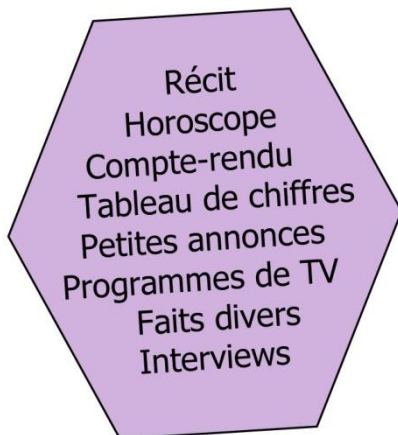 Récit
Horoscope
Compte-rendu
Tableau de chiffres
Petites annonces
Programmes de TV
Faits divers
Interviews